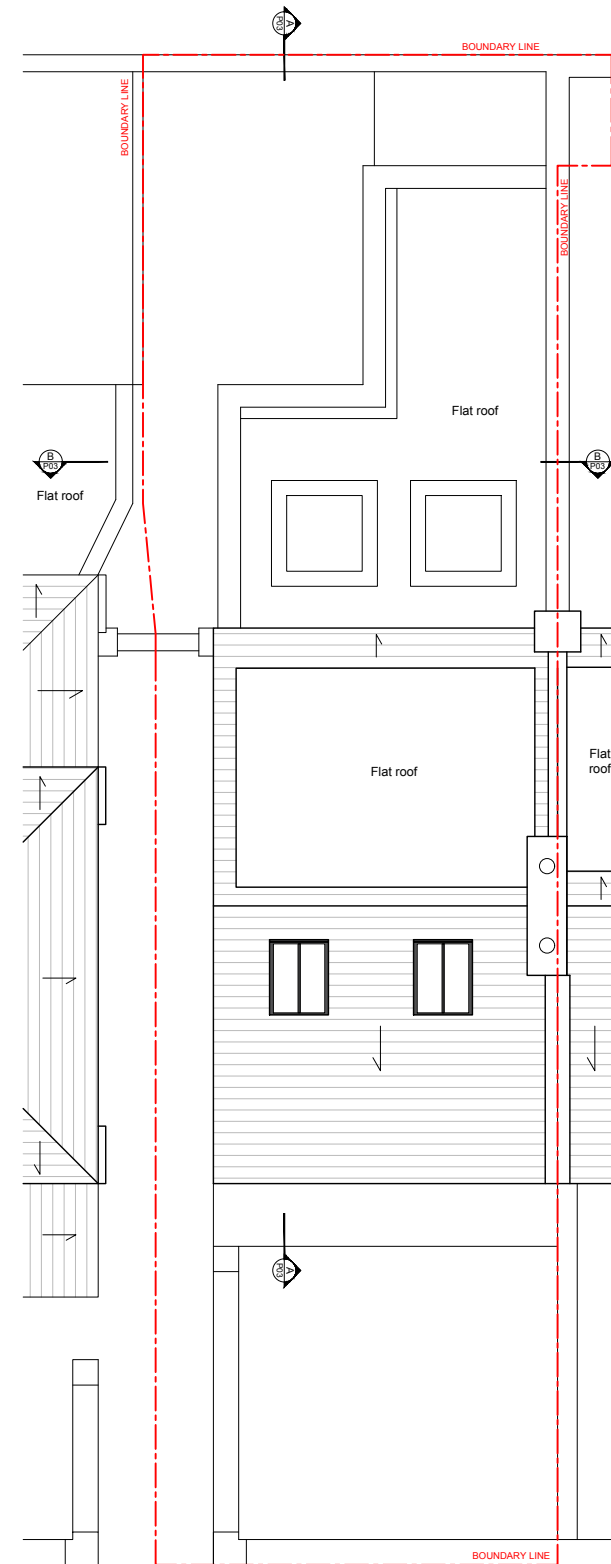 A
P03
BOUNDARY LINE
BOUNDARY LINE
BOUNDARY LINE
Flat roof
B
P03
B
P03
Flat roof
Flat roof
Flat
roof
A
P03
BOUNDARY LINE